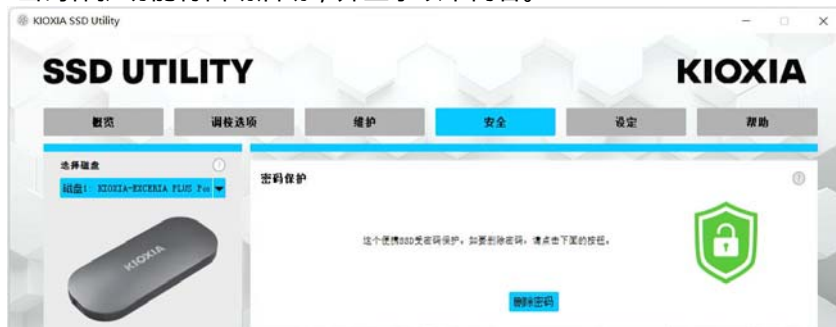 KIOXIA SSD Utility
SSD UTILITY
KIOXIA
概览 调校选项 维护 安全 设定 帮助
选择磁盘
磁盘1: KIOXIA-EXCERIA PLUS Por
密码保护
这个便携SSD受密码保护。如要删除密码，请点击下面的按钮。
KIOXIA
删除密码